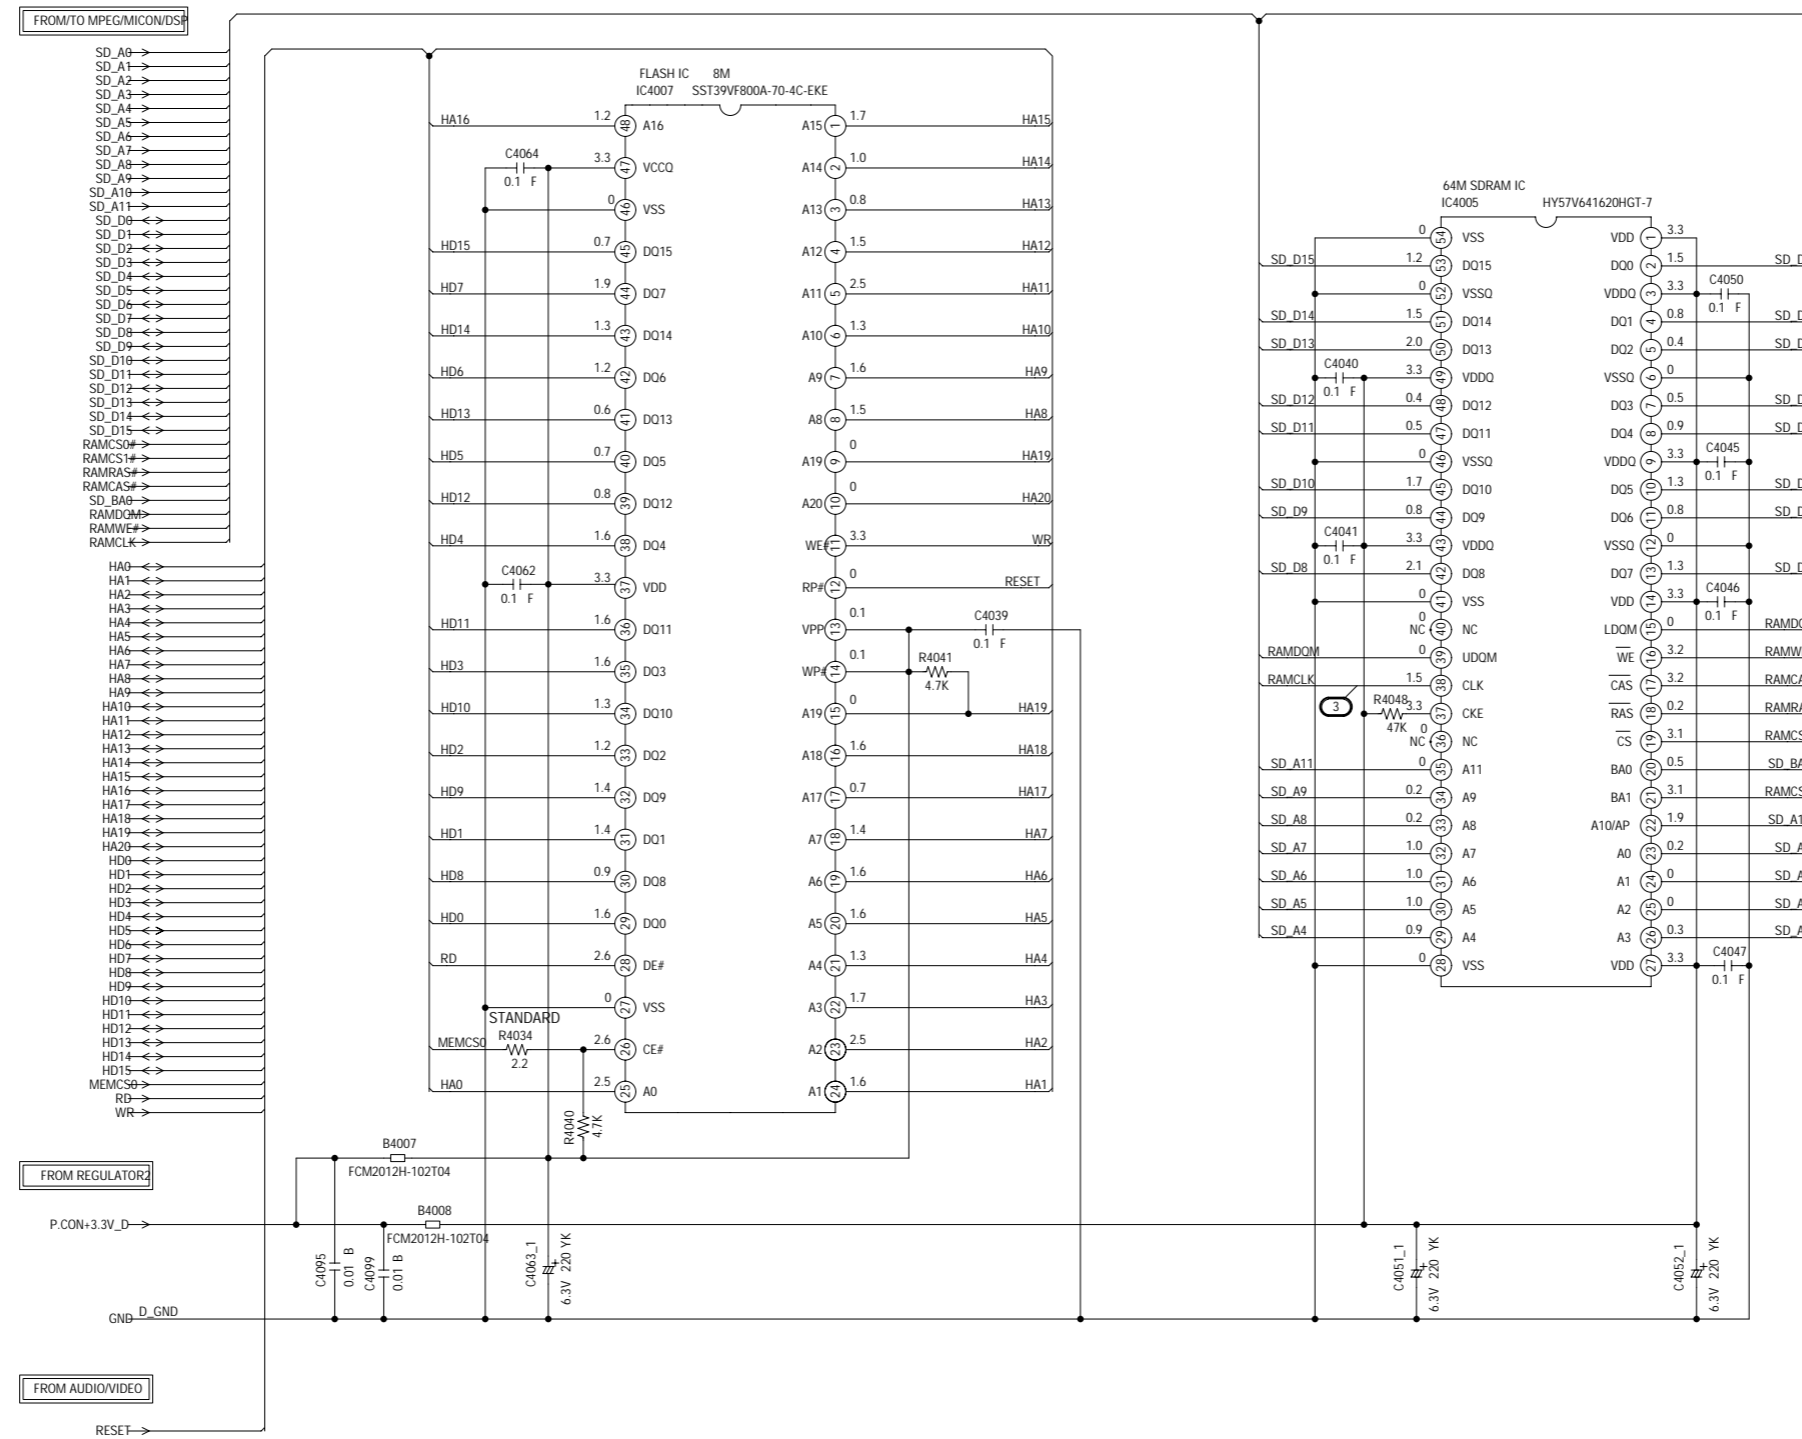 FROM/TO MPEG/MICON/DSP
SD_A0
SD_A1
SD_A2
SD_A3
SD_A4
SD_A5
SD_A6
SD_A7
SD_A8
SD_A9
SD_A10
SD_A11
SD_D0
SD_D1
SD_D2
SD_D3
SD_D4
SD_D5
SD_D6
SD_D7
SD_D8
SD_D9
SD_D10
SD_D11
SD_D12
SD_D13
SD_D14
SD_D15
RAMCS0#
RAMCS1#
RAMRAS#
RAMCAS#
SD_BA0
RAMDQM
RAMWE#
RAMCLK
HA0
HA1
HA2
HA3
HA4
HA5
HA6
HA7
HA8
HA9
HA10
HA11
HA12
HA13
HA14
HA15
HA16
HA17
HA18
HA19
HA20
HD0
HD1
HD2
HD3
HD4
HD5
HD6
HD7
HD8
HD9
HD10
HD11
HD12
HD13
HD14
HD15
MEMCS0
RD
WR
FROM REGULATOR2
P.CON+3.3V_D
GND D_GND
FROM AUDIO/VIDEO
RESET
FLASH IC 8M
IC4007 SST39VF800A-70-4C-EKE
HA16 1.2 48 A16 A15 1 1.7 HA15
C4064 0.1 F 3.3 47 VCCQ A14 2 1.0 HA14
0 46 VSS A13 3 0.8 HA13
HD15 0.7 45 DQ15 A12 4 1.5 HA12
HD7 1.9 44 DQ7 A11 5 2.5 HA11
HD14 1.3 43 DQ14 A10 6 1.3 HA10
HD6 1.2 42 DQ6 A9 7 1.6 HA9
HD13 0.6 41 DQ13 A8 8 1.5 HA8
HD5 0.7 40 DQ5 A19 9 0 HA19
HD12 0.8 39 DQ12 A20 10 0 HA20
HD4 1.6 38 DQ4 WE# 11 3.3 WR
C4062 0.1 F 3.3 37 VDD RP# 12 0 RESET
HD11 1.6 36 DQ11 VPP 13 0.1 C4039 0.1 F
HD3 1.6 35 DQ3 WP# 14 0.1 R4041 4.7K
HD10 1.3 34 DQ10 A19 15 0 HA19
HD2 1.2 33 DQ2 A18 16 1.6 HA18
HD9 1.4 32 DQ9 A17 17 0.7 HA17
HD1 1.4 31 DQ1 A7 18 1.4 HA7
HD8 0.9 30 DQ8 A6 19 1.6 HA6
HD0 1.6 29 DQ0 A5 20 1.6 HA5
RD 2.6 28 DE# A4 21 1.3 HA4
0 27 VSS A3 22 1.7 HA3
STANDARD
MEMCS0 R4034 2.2 2.6 26 CE# A2 23 2.5 HA2
HA0 2.5 25 A0 A1 24 1.6 HA1
R4040 4.7K
B4007
FCM2012H-102T04
B4008
FCM2012H-102T04
C4095 0.01 B
C4099 0.01 B
C4063_1 6.3V 220 YK +
64M SDRAM IC
IC4005 HY57V641620HGT-7
0 54 VSS VDD 1 3.3
SD_D15 1.2 53 DQ15 DQ0 2 1.5 SD_D
0 52 VSSQ VDDQ 3 3.3 C4050 0.1 F
SD_D14 1.5 51 DQ14 DQ1 4 0.8 SD_D
SD_D13 2.0 50 DQ13 DQ2 5 0.4 SD_D
C4040 0.1 F 3.3 49 VDDQ VSSQ 6 0
SD_D12 0.4 48 DQ12 DQ3 7 0.5 SD_D
SD_D11 0.5 47 DQ11 DQ4 8 0.9 SD_D
0 46 VSSQ VDDQ 9 3.3 C4045 0.1 F
SD_D10 1.7 45 DQ10 DQ5 10 1.3 SD_D
SD_D9 0.8 44 DQ9 DQ6 11 0.8 SD_D
C4041 0.1 F 3.3 43 VDDQ VSSQ 12 0
SD_D8 2.1 42 DQ8 DQ7 13 1.3 SD_D
0 41 VSS VDD 14 3.3 C4046 0.1 F
NC 0 40 NC LDQM 15 0 RAMDQ
RAMDQM 0 39 UDQM WE 16 3.2 RAMW
RAMCLK 1.5 38 CLK CAS 17 3.2 RAMCA
3 R4048 47K 3.3 37 CKE RAS 18 0.2 RAMRA
NC 0 36 NC CS 19 3.1 RAMCS
SD_A11 0 35 A11 BA0 20 0.5 SD_BA
SD_A9 0.2 34 A9 BA1 21 3.1 RAMCS
SD_A8 0.2 33 A8 A10/AP 22 1.9 SD_A1
SD_A7 1.0 32 A7 A0 23 0.2 SD_A
SD_A6 1.0 31 A6 A1 24 0 SD_A
SD_A5 1.0 30 A5 A2 25 0 SD_A
SD_A4 0.9 29 A4 A3 26 0.3 SD_A
0 28 VSS VDD 27 3.3 C4047 0.1 F
C4051_1 6.3V 220 YK +
C4052_1 6.3V 220 YK +